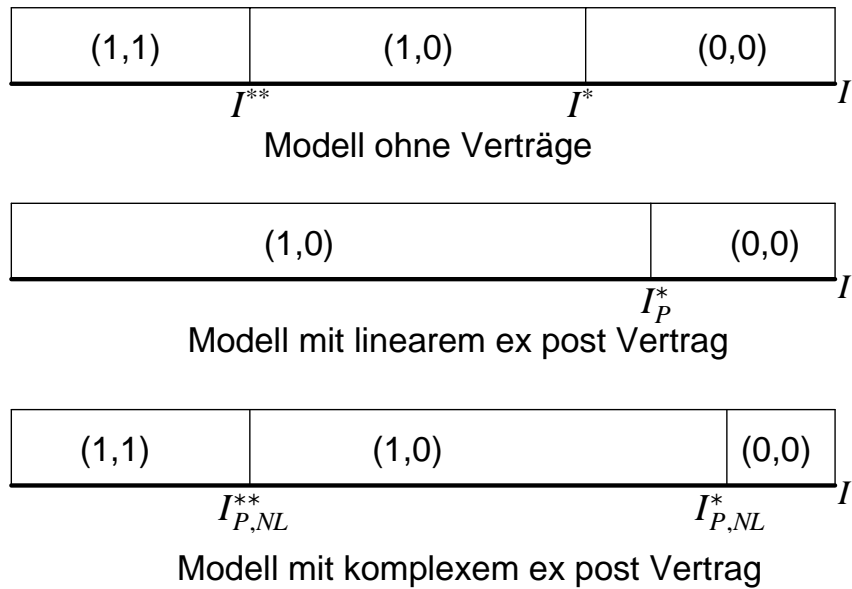 (1,1) (1,0) (0,0)
I** I* I
Modell ohne Verträge
(1,0) (0,0)
I*P I
Modell mit linearem ex post Vertrag
(1,1) (1,0) (0,0)
I**P,NL I*P,NL I
Modell mit komplexem ex post Vertrag